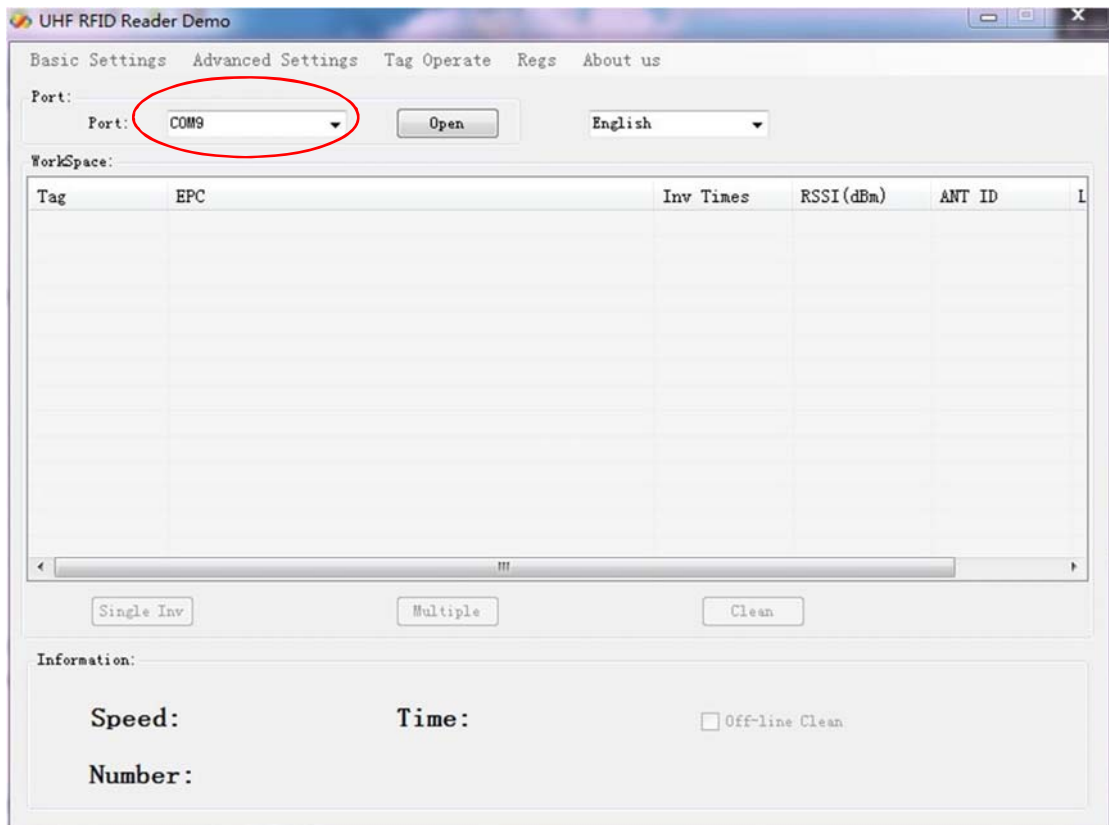 UHF RFID Reader Demo
Basic Settings Advanced Settings Tag Operate Regs About us
Port:
Port: COM9 Open English
WorkSpace:
Tag EPC Inv Times RSSI(dBm) ANT ID L
Single Inv Multiple Clean
Information:
Speed: Time: Off-line Clean
Number: